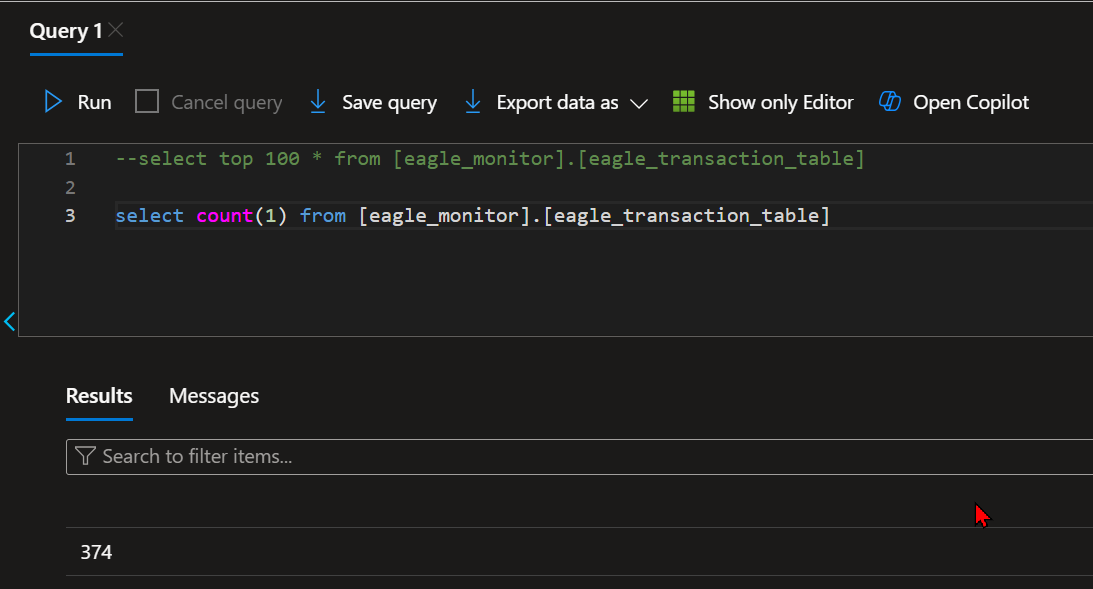 Query 1
Run Cancel query Save query Export data as Show only Editor Open Copilot
1 --select top 100 * from [eagle_monitor].[eagle_transaction_table]
2
3 select count(1) from [eagle_monitor].[eagle_transaction_table]
Results Messages
Search to filter items...
374